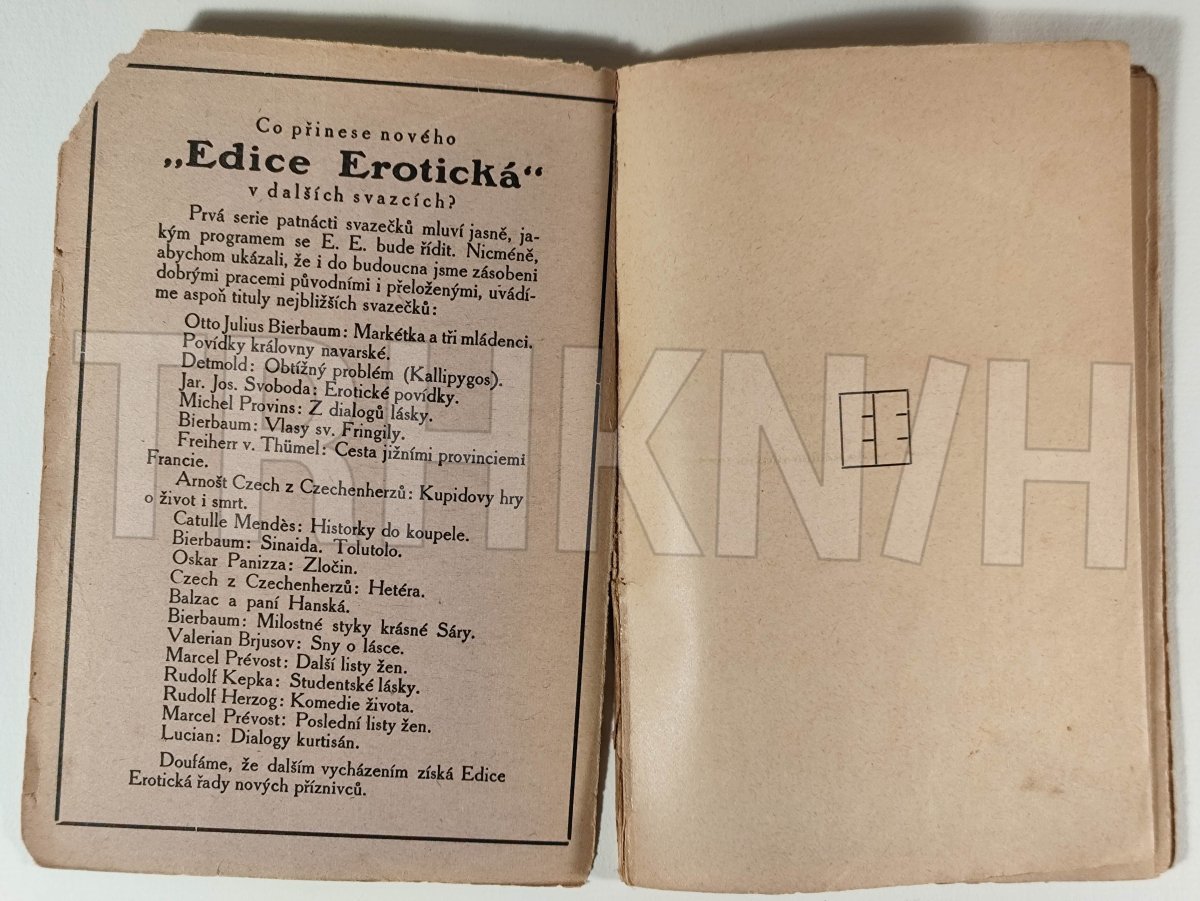 Co přinese nového
„Edice Erotická“
v dalších svazcích?
Prvá serie patnácti svazečků mluví jasně, ja-
kým programem se E. E. bude řídit. Nicméně,
abychom ukázali, že i do budoucna jsme zásobeni
dobrými pracemi původními i přeloženými, uvádí-
me aspoň tituly nejbližších svazečků:
Otto Julius Bierbaum: Markétka a tři mládenci.
Povídky královny navarské.
Detmold: Obtížný problém (Kallipygos).
Jar. Jos. Svoboda: Erotické povídky.
Michel Provins: Z dialogů lásky.
Bierbaum: Vlasy sv. Fringily.
Freiherr v. Thümel: Cesta jižními provinciemi
Francie.
Arnošt Czech z Czechenherzů: Kupidovy hry
o život i smrt.
Catulle Mendès: Historky do koupele.
Bierbaum: Sinaida. Tolutolo.
Oskar Panizza: Zločin.
Czech z Czechenherzů: Hetéra.
Balzac a paní Hanská.
Bierbaum: Milostné styky krásné Sáry.
Valerian Brjusov: Sny o lásce.
Marcel Prévost: Další listy žen.
Rudolf Kepka: Studentské lásky.
Rudolf Herzog: Komedie života.
Marcel Prévost: Poslední listy žen.
Lucian: Dialogy kurtisán.
Doufáme, že dalším vycházením získá Edice
Erotická řady nových příznivců.
TRHKNIH